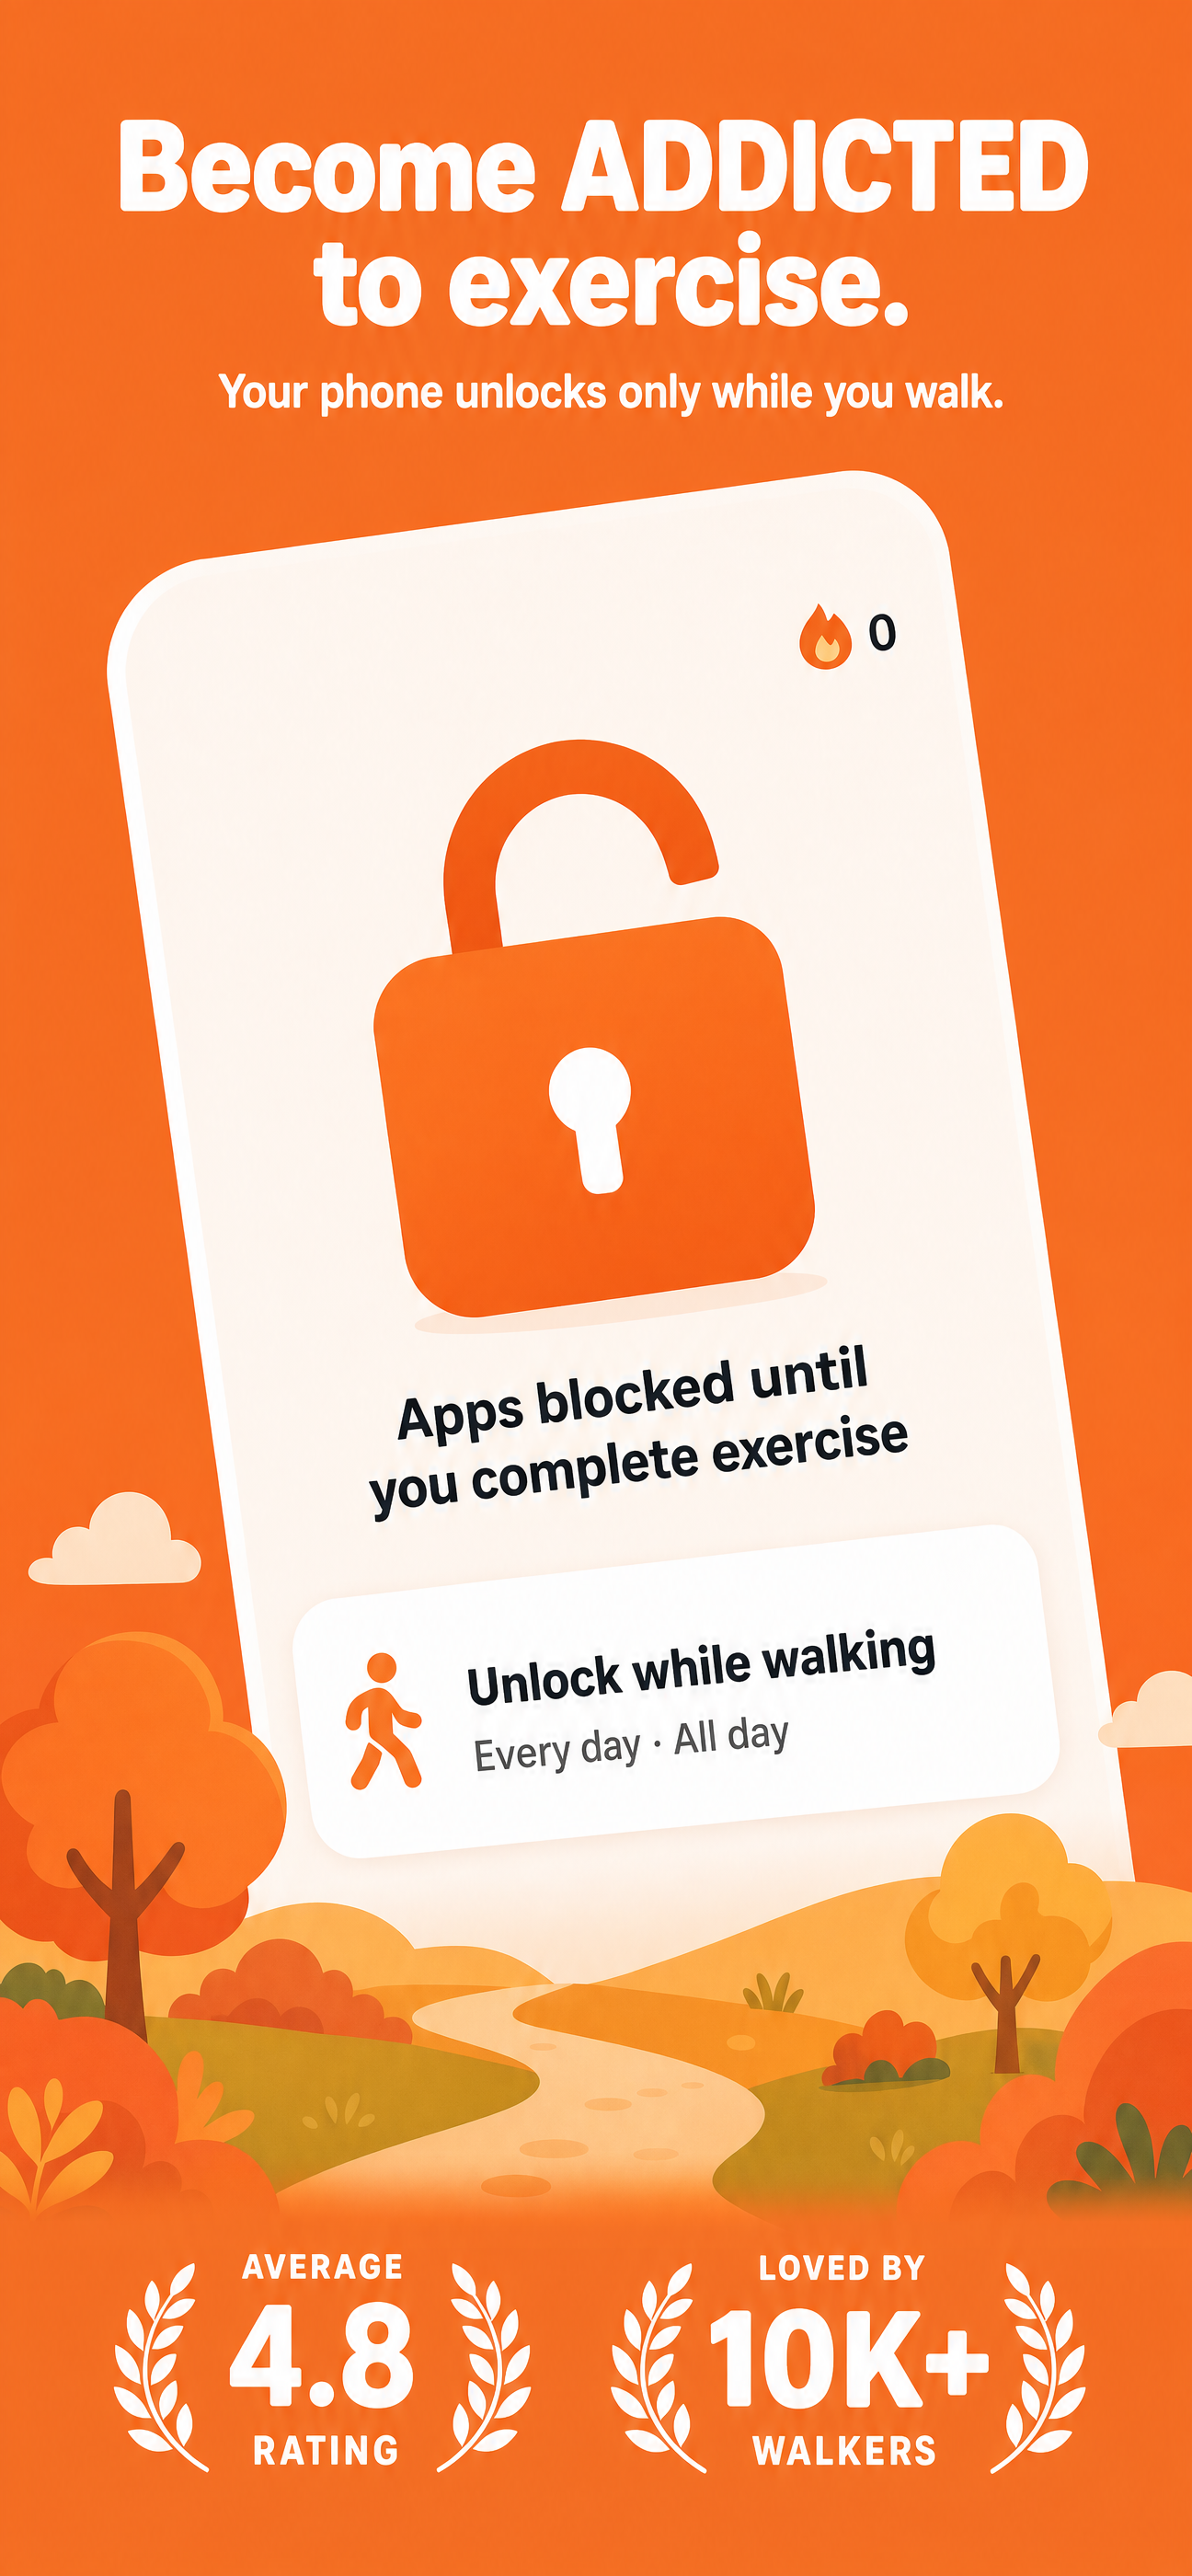 Become ADDICTED
to exercise.
Your phone unlocks only while you walk.
0
Apps blocked until
you complete exercise
Unlock while walking
Every day · All day
AVERAGE
4.8
RATING
LOVED BY
10K+
WALKERS